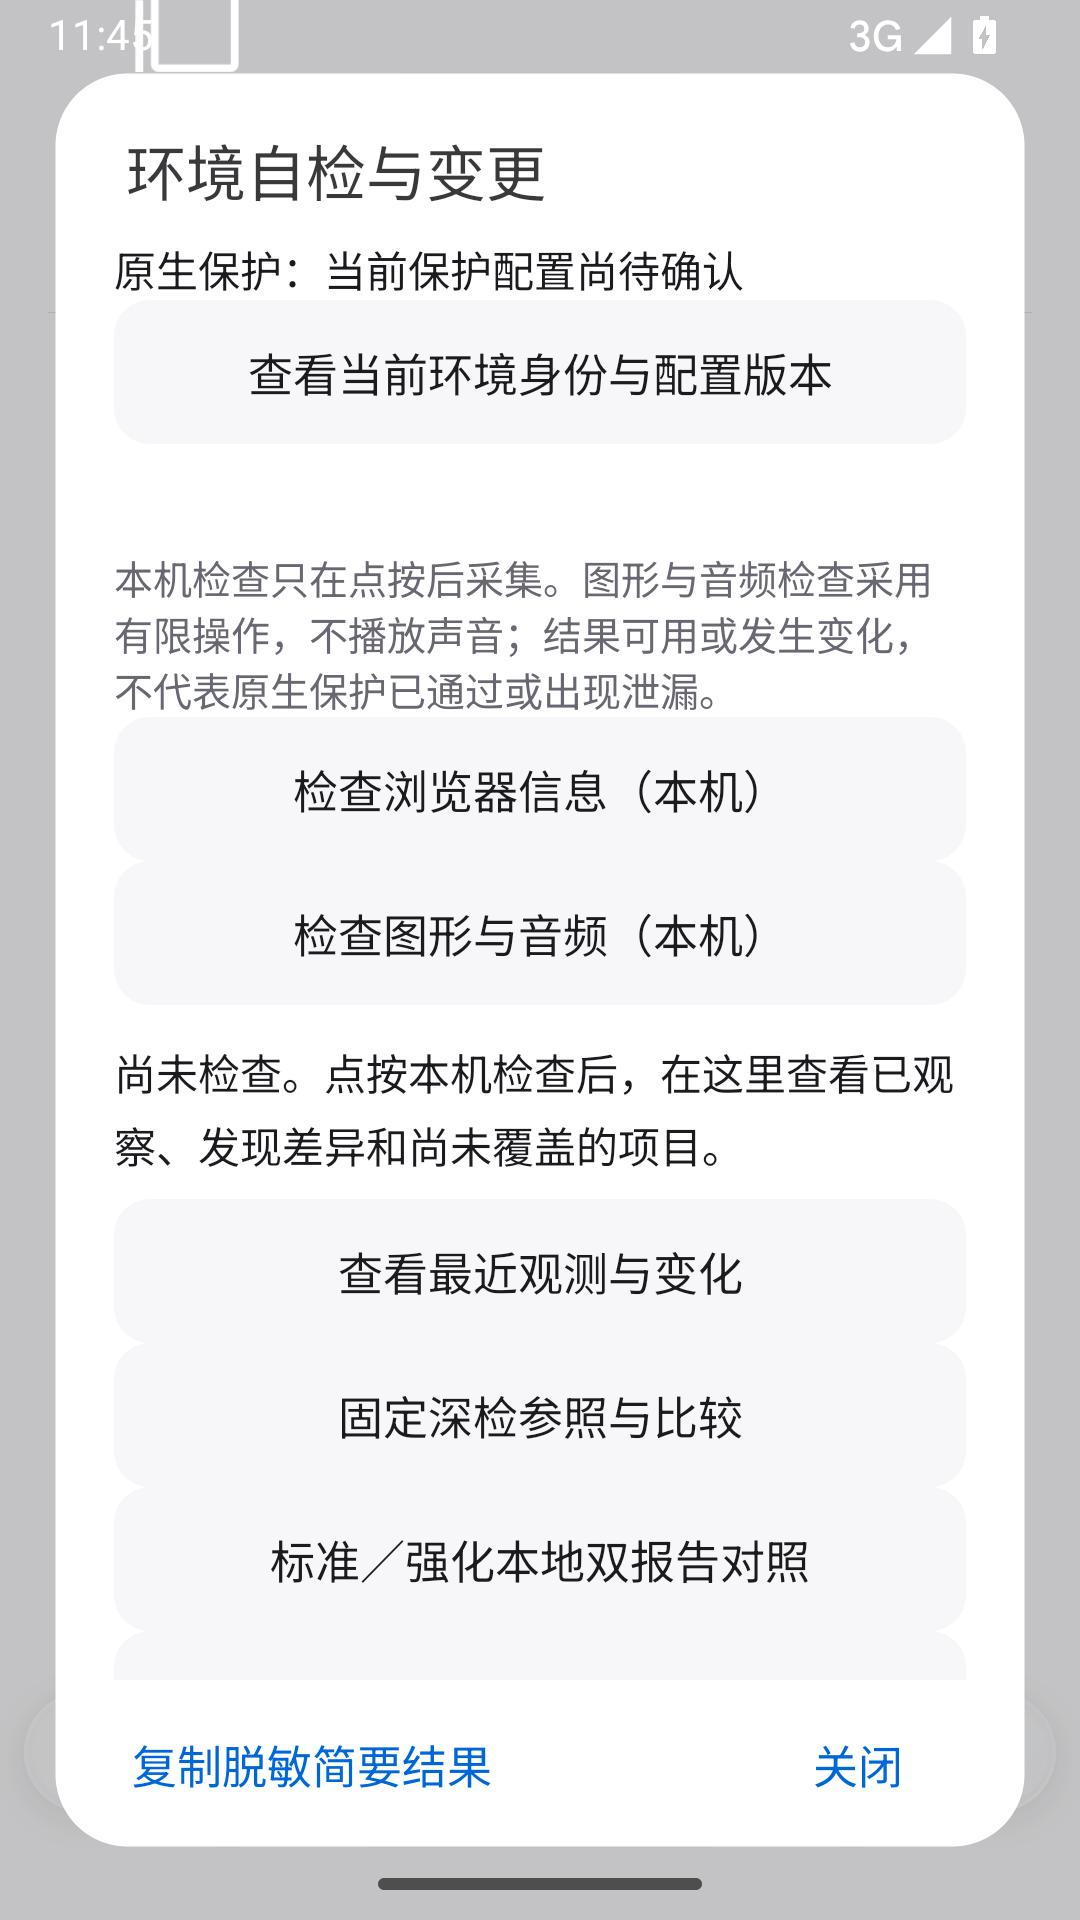 11:45
3G
环境自检与变更
原生保护：当前保护配置尚待确认
查看当前环境身份与配置版本
本机检查只在点按后采集。图形与音频检查采用
有限操作，不播放声音；结果可用或发生变化，
不代表原生保护已通过或出现泄漏。
检查浏览器信息（本机）
检查图形与音频（本机）
尚未检查。点按本机检查后，在这里查看已观
察、发现差异和尚未覆盖的项目。
查看最近观测与变化
固定深检参照与比较
标准／强化本地双报告对照
复制脱敏简要结果
关闭